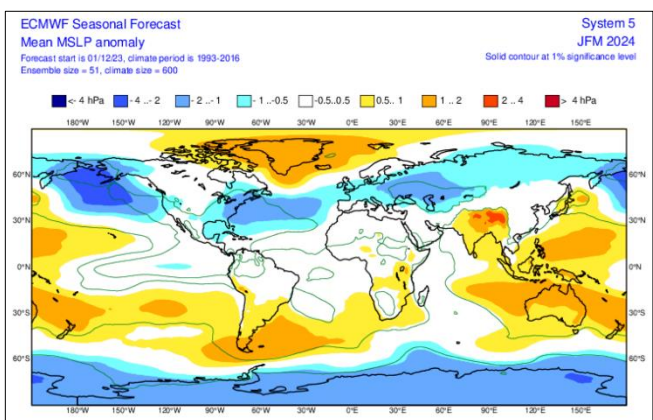 ECMWF Seasonal Forecast
Mean MSLP anomaly
Forecast start is 01/12/23, climate period is 1993-2016
Ensemble size = 51, climate size = 600
System 5
JFM 2024
Solid contour at 1% significance level
<- 4 hPa - 4 .. - 2 - 2 .. - 1 - 1 .. -0.5 -0.5..0.5 0.5.. 1 1 .. 2 2 .. 4 > 4 hPa
180°W 150°W 120°W 90°W 60°W 30°W 0°E 30°E 60°E 90°E 120°E 150°E
60°N 60°N
30°N 30°N
0°N 0°N
30°S 30°S
60°S 60°S
180°W 150°W 120°W 90°W 60°W 30°W 0°E 30°E 60°E 90°E 120°E 150°E